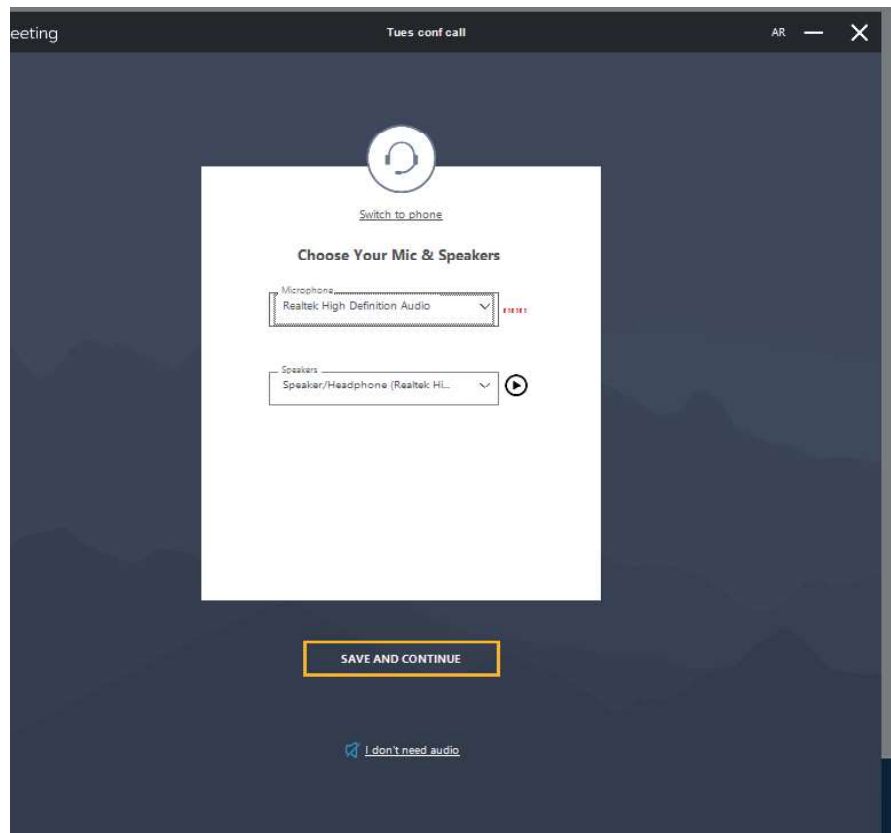 eeting
Tues conf call
AR
Switch to phone
Choose Your Mic & Speakers
Microphone
Realtek High Definition Audio
Speakers
Speaker/Headphone (Realtek Hi...
SAVE AND CONTINUE
I don't need audio